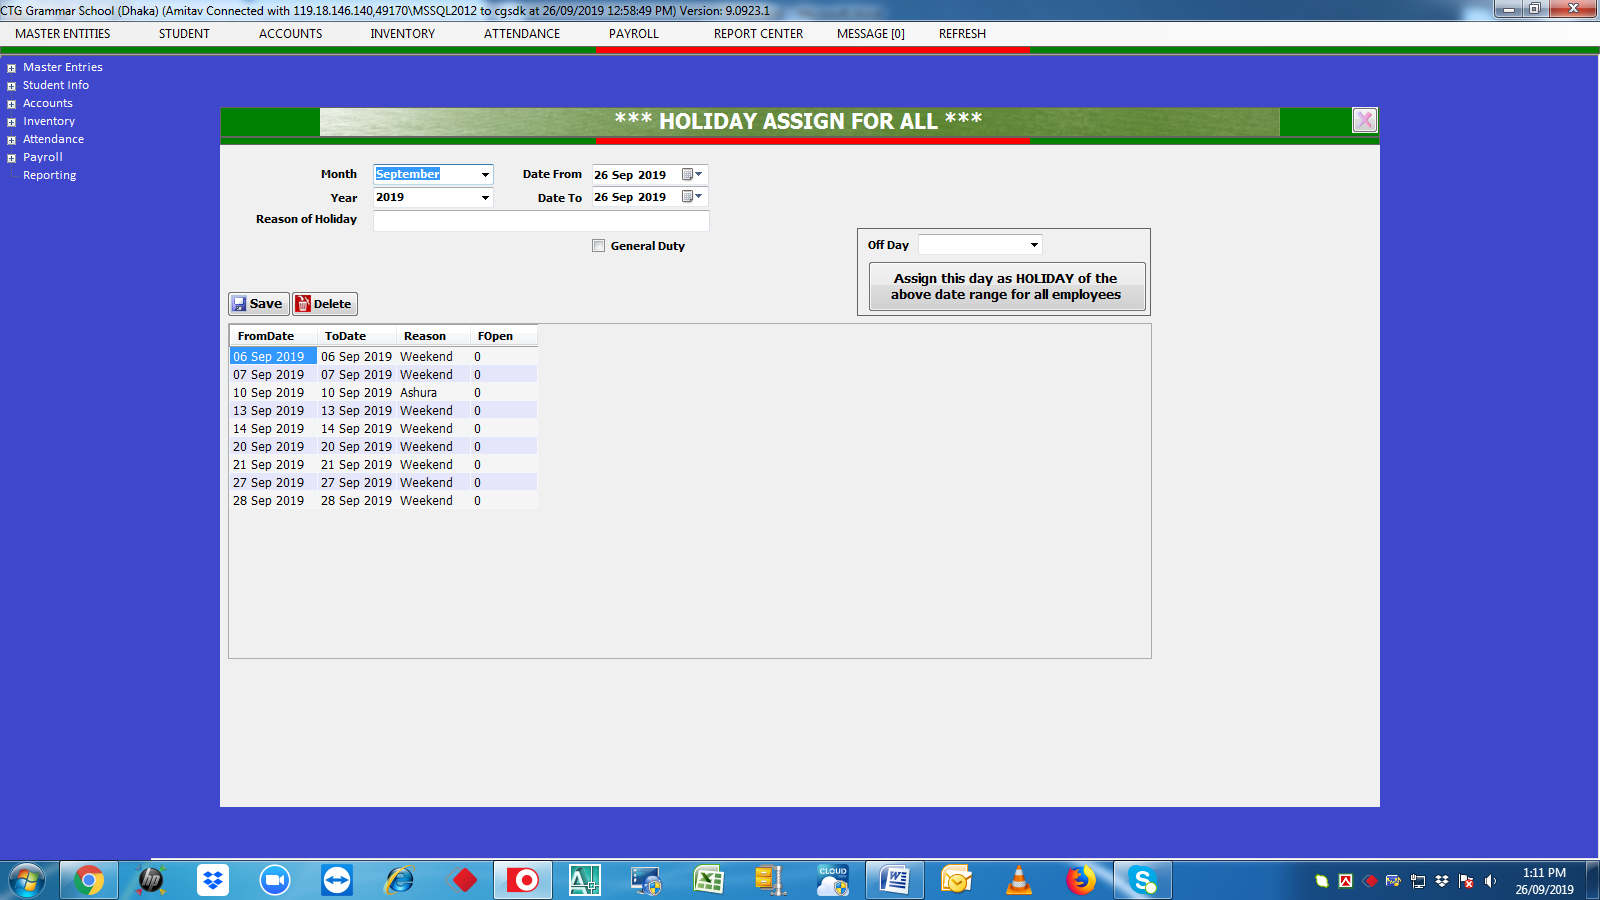 CTG Grammar School (Dhaka) (Amitav Connected with 119.18.146.140,49170\MSSQL2012 to cgsdk at 26/09/2019 12:58:49 PM) Version: 9.0923.1
MASTER ENTITIES STUDENT ACCOUNTS INVENTORY ATTENDANCE PAYROLL REPORT CENTER MESSAGE [0] REFRESH
Master Entries
Student Info
Accounts
Inventory
Attendance
Payroll
Reporting
*** HOLIDAY ASSIGN FOR ALL ***
Month September Date From 26 Sep 2019
Year 2019 Date To 26 Sep 2019
Reason of Holiday
General Duty
Off Day
Assign this day as HOLIDAY of the
above date range for all employees
Save Delete
FromDate ToDate Reason FOpen
06 Sep 2019 06 Sep 2019 Weekend 0
07 Sep 2019 07 Sep 2019 Weekend 0
10 Sep 2019 10 Sep 2019 Ashura 0
13 Sep 2019 13 Sep 2019 Weekend 0
14 Sep 2019 14 Sep 2019 Weekend 0
20 Sep 2019 20 Sep 2019 Weekend 0
21 Sep 2019 21 Sep 2019 Weekend 0
27 Sep 2019 27 Sep 2019 Weekend 0
28 Sep 2019 28 Sep 2019 Weekend 0
CLOUD
1:11 PM
26/09/2019